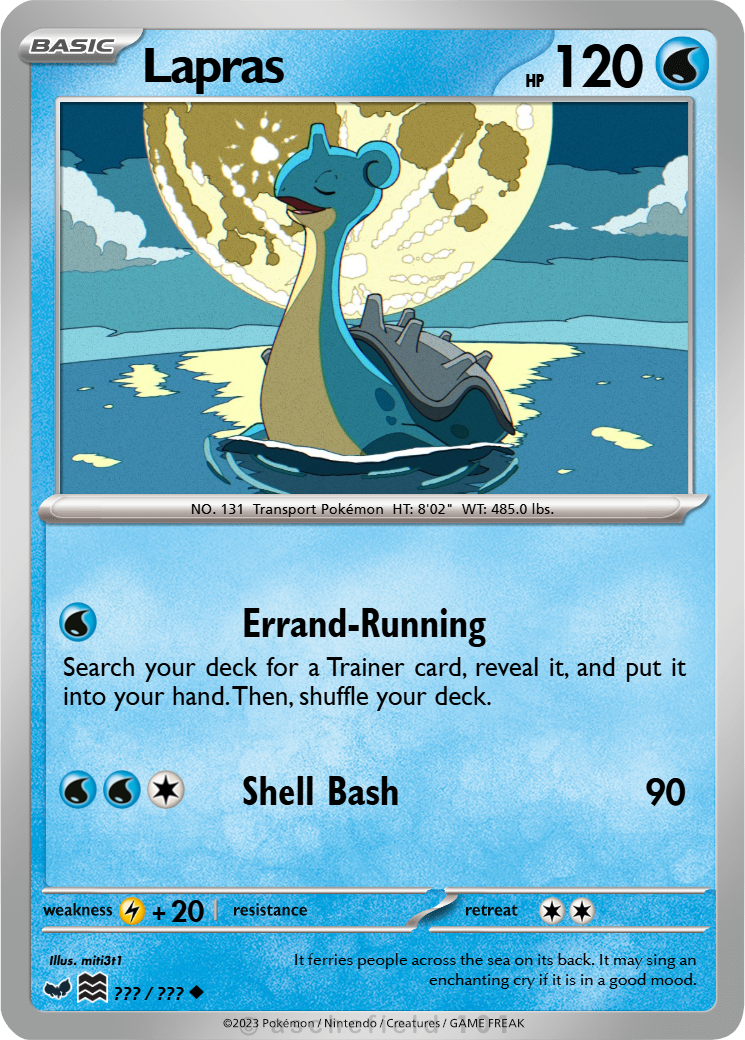 BASIC
Lapras
HP 120
NO. 131 Transport Pokémon HT: 8'02" WT: 485.0 lbs.
Errand-Running
Search your deck for a Trainer card, reveal it, and put it
into your hand. Then, shuffle your deck.
Shell Bash 90
weakness + 20 resistance retreat
Illus. miti3t1
It ferries people across the sea on its back. It may sing an
enchanting cry if it is in a good mood.
??? / ???
©2023 Pokémon / Nintendo / Creatures / GAME FREAK